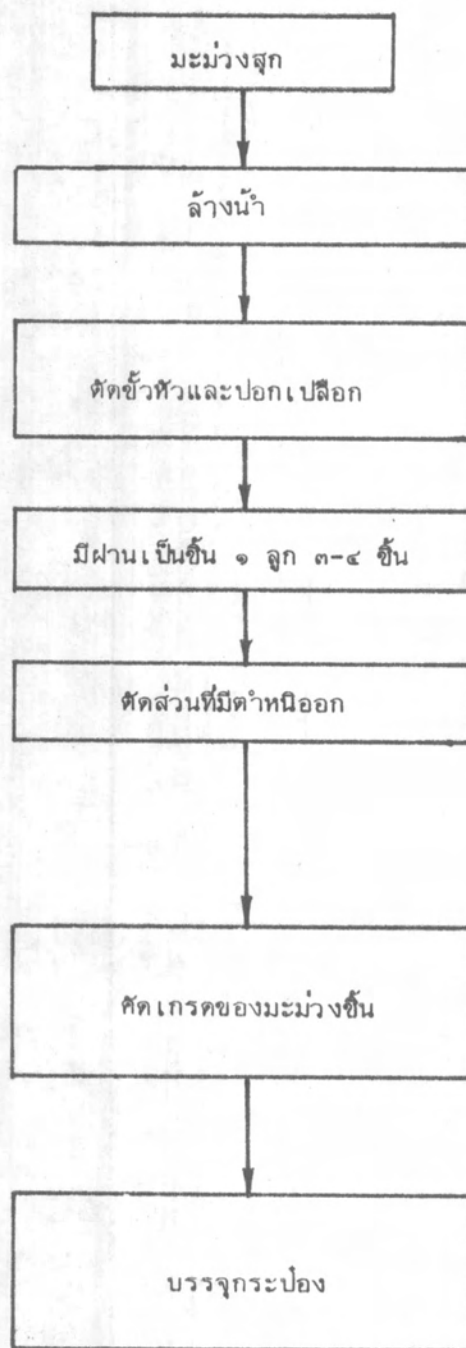 มะม่วงสุก
ล้างน้ำ
ตัดขั้วหัวและปอกเปลือก
มีฝานเป็นชิ้น ๑ ลูก ๓-๔ ชิ้น
ตัดส่วนที่มีตำหนิออก
คัดเกรดของมะม่วงชิ้น
บรรจุกระป๋อง